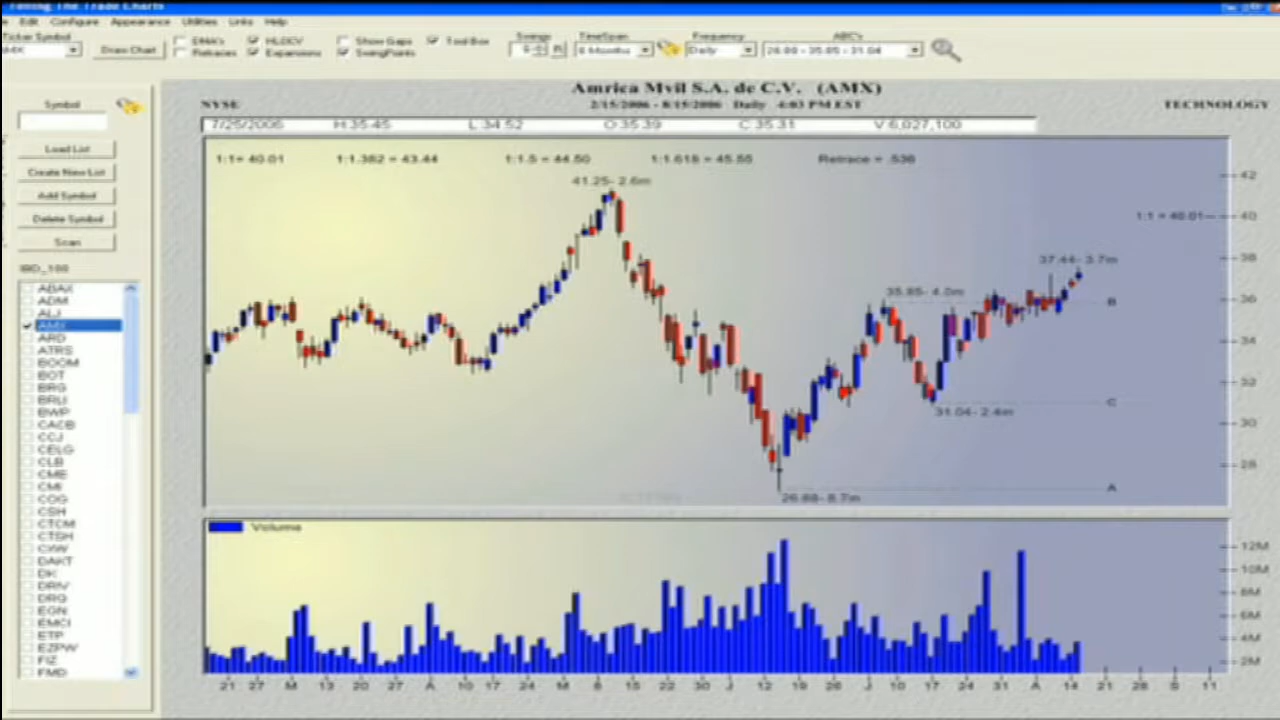 Edit Configure Appearance Utilities Links Help
Ticker Symbol
AMX
Draw Chart
EMA's
HLOCV
Show Gaps
Tool Box
Retraces
Expansions
SwingPoints
Swings
TimeSpan
6 Months
Frequency
Daily
ABC's
26.88 - 35.85 - 31.04
Amrica Mvil S.A. de C.V. (AMX)
NYSE
2/15/2006 - 8/15/2006 Daily 4:03 PM EST
TECHNOLOGY
7/25/2006 H:35.45 L:34.52 O:35.39 C:35.31 V:6,027,100
1:1= 40.01 1:1.382 = 43.44 1:1.5 = 44.50 1:1.618 = 45.55 Retrace = .536
Symbol
Load List
Create New List
Add Symbol
Delete Symbol
Scan
IBD_100
ABAX
ADM
ALJ
AMX
ARD
ATRS
BOOM
BOT
BRG
BRLI
BWP
CACB
CCJ
CELG
CLB
CME
CMI
COG
CSH
CTCM
CTSH
CXW
DAKT
DK
DRIV
DRQ
EGN
EMCI
ETP
EZPW
FIZ
FMD
41.25- 2.6m
35.85- 4.0m
37.44- 3.7m
31.04- 2.4m
26.88- 8.7m
1:1 = 40.01
B
C
A
42
40
38
36
34
32
30
28
Volume
12M
10M
8M
6M
4M
2M
21 27 M 13 20 27 A 10 17 24 M 8 15 22 30 J 12 19 26 J 10 17 24 31 A 14 21 28 S 11